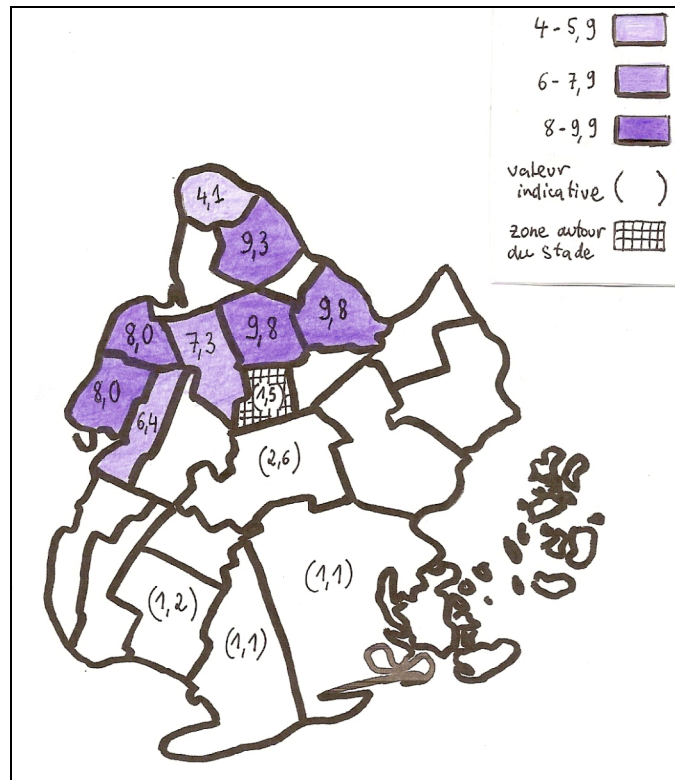 4 - 5,9
6 - 7,9
8 - 9,9
valeur
indicative ( )
zone autour
du stade
4,1
9,3
8,0
7,3
9,8
9,8
8,0
6,4
(1,5)
(2,6)
(1,2)
(1,1)
(1,1)